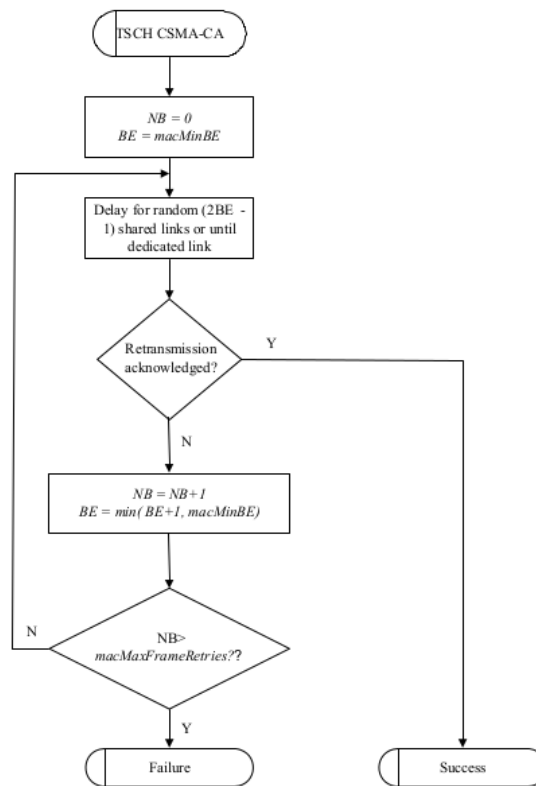 TSCH CSMA-CA
NB = 0
BE = macMinBE
Delay for random (2BE -
1) shared links or until
dedicated link
Retransmission
acknowledged?
Y
N
NB = NB+1
BE = min( BE+1, macMinBE)
N
NB>
macMaxFrameRetries??
Y
Failure
Success